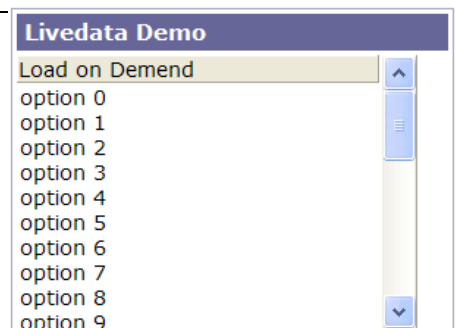 Livedata Demo
Load on Demend
option 0
option 1
option 2
option 3
option 4
option 5
option 6
option 7
option 8
option 9